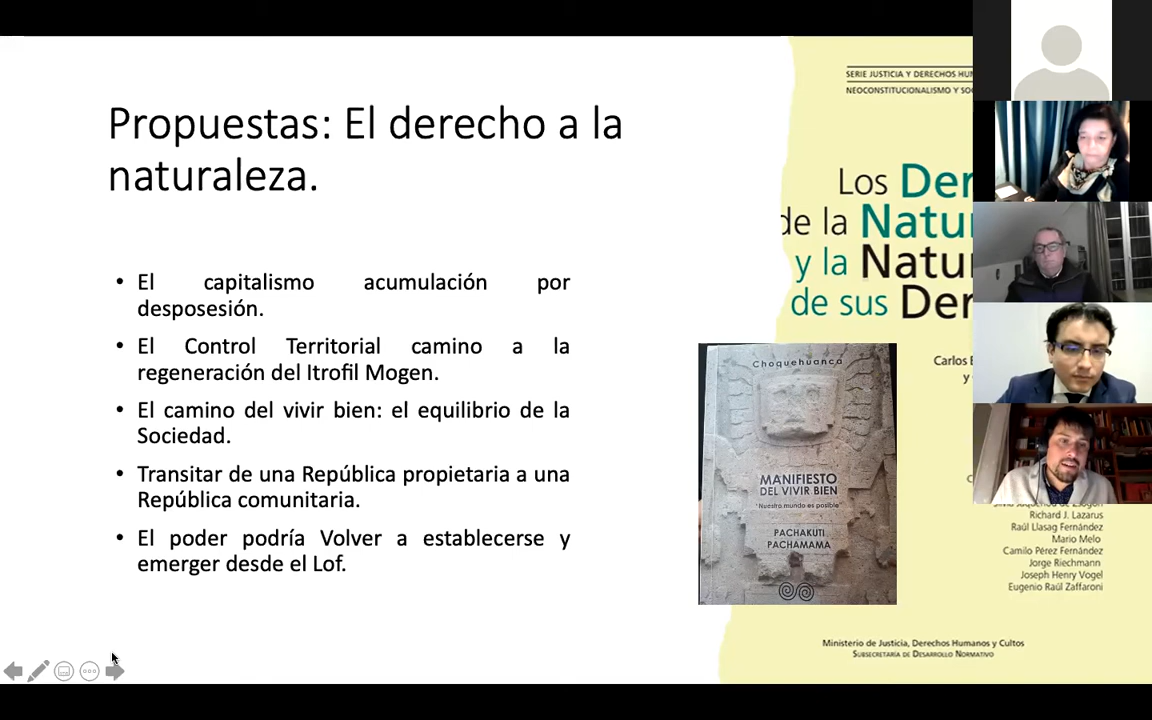 Propuestas: El derecho a la
naturaleza.
• El capitalismo acumulación por
desposesión.
• El Control Territorial camino a la
regeneración del Itrofil Mogen.
• El camino del vivir bien: el equilibrio de la
Sociedad.
• Transitar de una República propietaria a una
República comunitaria.
• El poder podría Volver a establecerse y
emerger desde el Lof.
SERIE JUSTICIA Y DERECHOS HUM
NEOCONSTITUCIONALISMO Y SOC
Los Der
de la Natu
y la Natu
de sus Der
Carlos E
y
Choquehuanca
MANIFIESTO
DEL VIVIR BIEN
"Nuestro mundo es posible"
PACHAKUTI
PACHAMAMA
Richard J. Lazarus
Raúl Llasag Fernández
Mario Melo
Camilo Pérez Fernández
Jorge Riechmann
Joseph Henry Vogel
Eugenio Raúl Zaffaroni
Ministerio de Justicia, Derechos Humanos y Cultos
Subsecretaría de Desarrollo Normativo